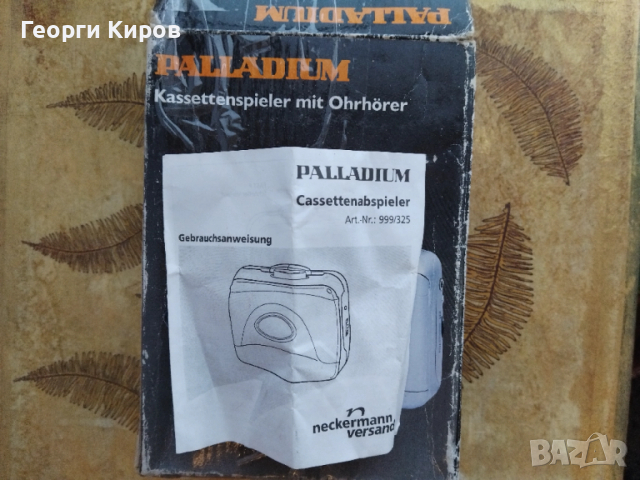 Георги Киров
PALLADIUM
PALLADIUM
Kassettenspieler mit Ohrhörer
PALLADIUM
Cassettenabspieler
Art.-Nr.: 999/325
Gebrauchsanweisung
neckermann
versand
BAZAR